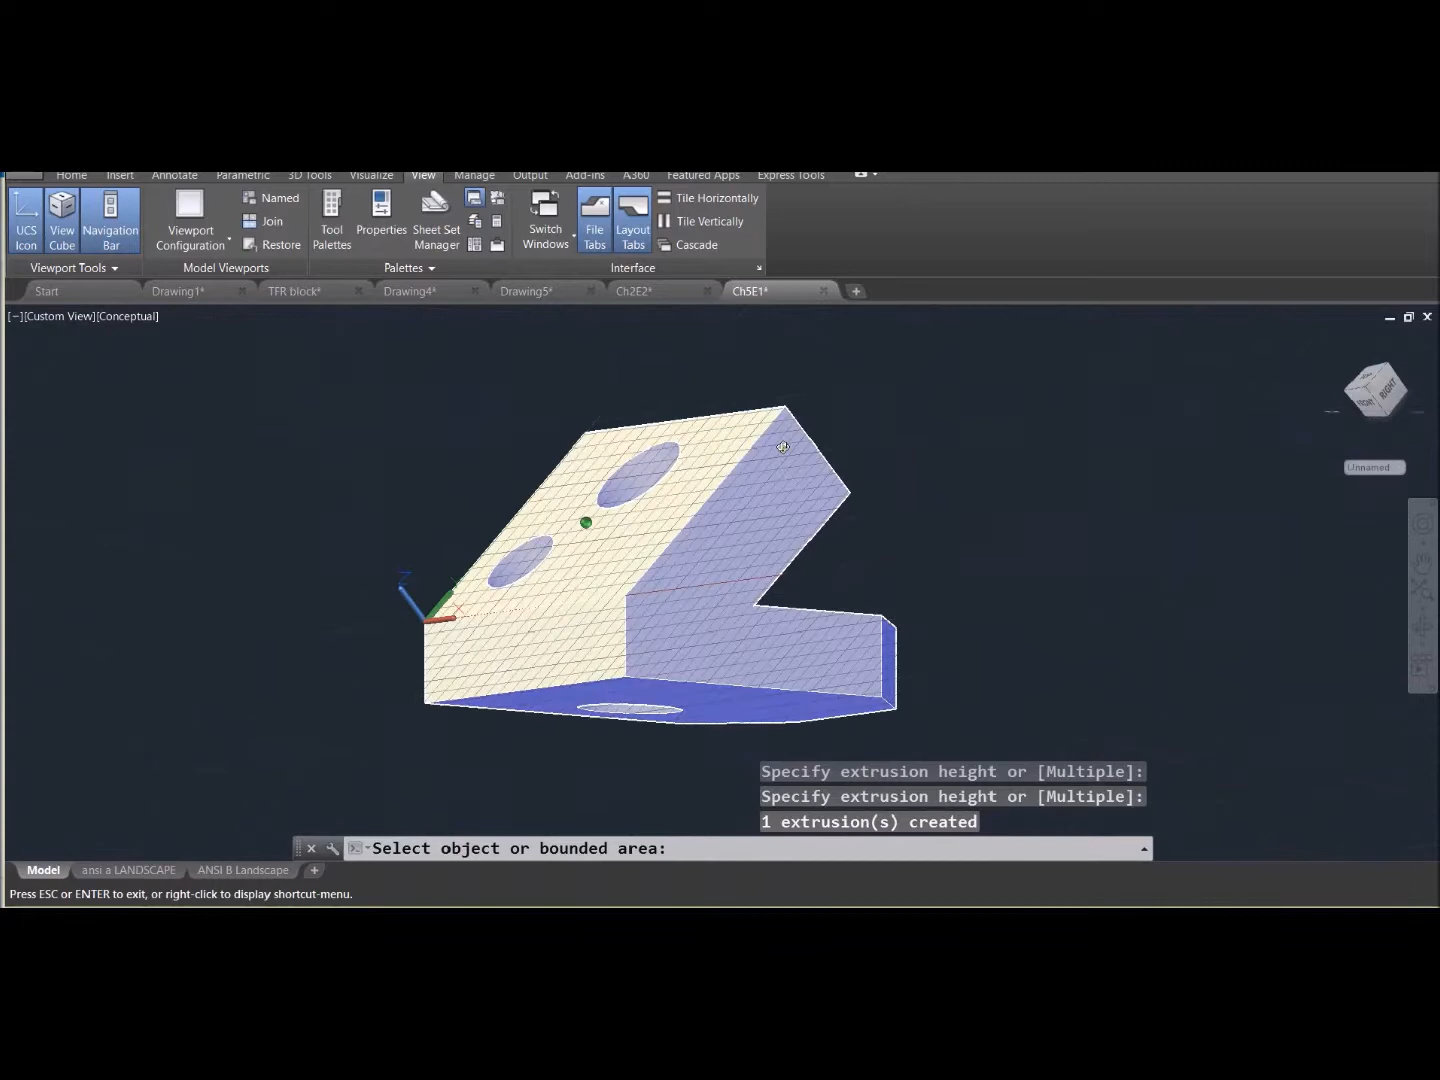 Home Insert Annotate Parametric 3D Tools Visualize View Manage Output Add-ins A360 Featured Apps Express Tools
UCS Icon
View Cube
Navigation Bar
Viewport Configuration
Named
Join
Restore
Tool Palettes
Properties
Sheet Set Manager
Switch Windows
File Tabs
Layout Tabs
Tile Horizontally
Tile Vertically
Cascade
Viewport Tools Model Viewports Palettes Interface
Start Drawing1* TFR block* Drawing4* Drawing5* Ch2E2* Ch5E1*
[−][Custom View][Conceptual]
FRONT RIGHT
Unnamed
Z
X
Specify extrusion height or [Multiple]:
Specify extrusion height or [Multiple]:
1 extrusion(s) created
Select object or bounded area:
Model ansi a LANDSCAPE ANSI B Landscape
Press ESC or ENTER to exit, or right-click to display shortcut-menu.